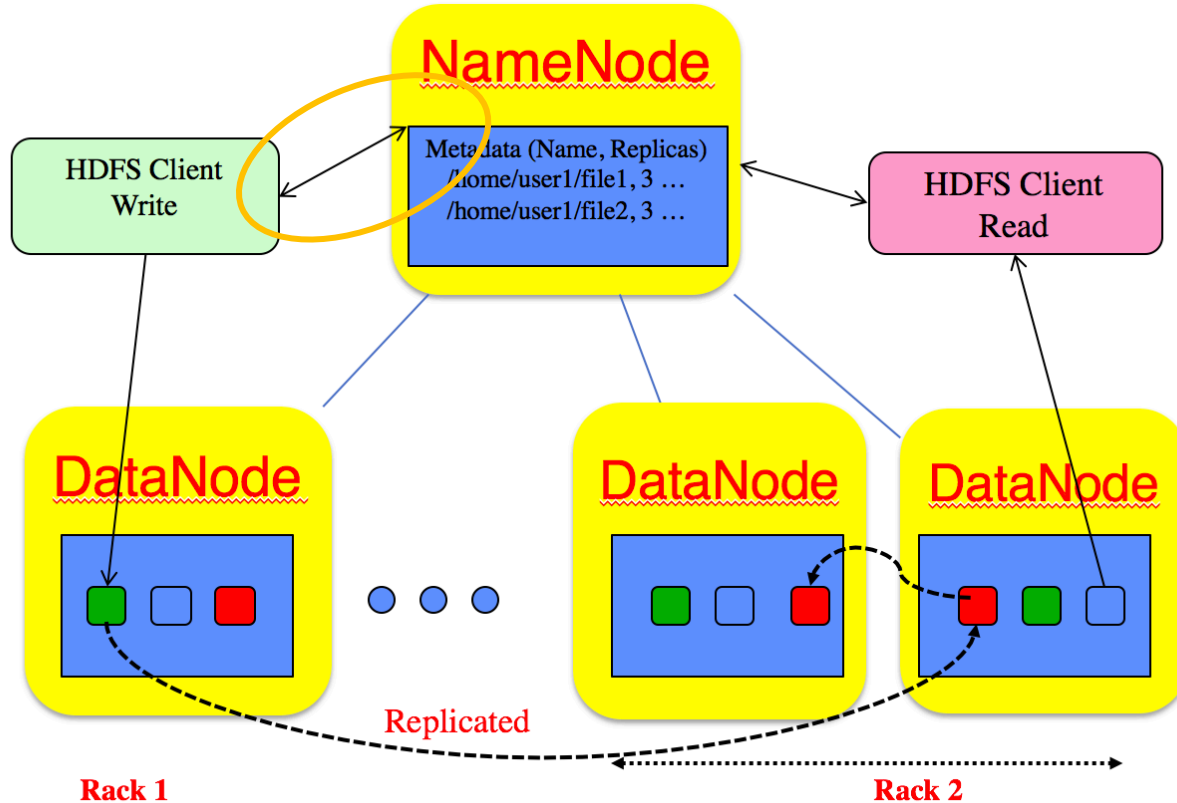 NameNode
Metadata (Name, Replicas)
/home/user1/file1, 3 ...
/home/user1/file2, 3 ...
HDFS Client
Write
HDFS Client
Read
DataNode
DataNode
DataNode
Replicated
Rack 1
Rack 2